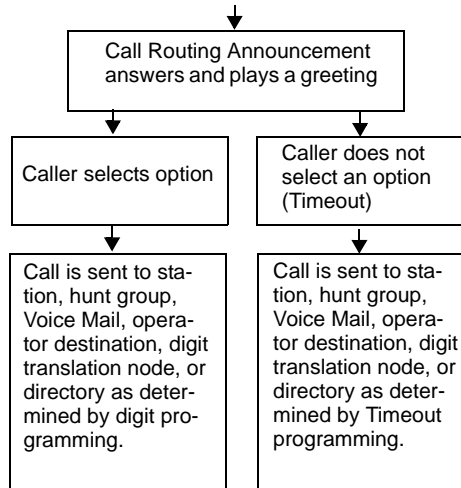 Call Routing Announcement
answers and plays a greeting
Caller selects option
Caller does not
select an option
(Timeout)
Call is sent to sta-
tion, hunt group,
Voice Mail, opera-
tor destination, digit
translation node, or
directory as deter-
mined by digit pro-
gramming.
Call is sent to sta-
tion, hunt group,
Voice Mail, opera-
tor destination, digit
translation node, or
directory as deter-
mined by Timeout
programming.